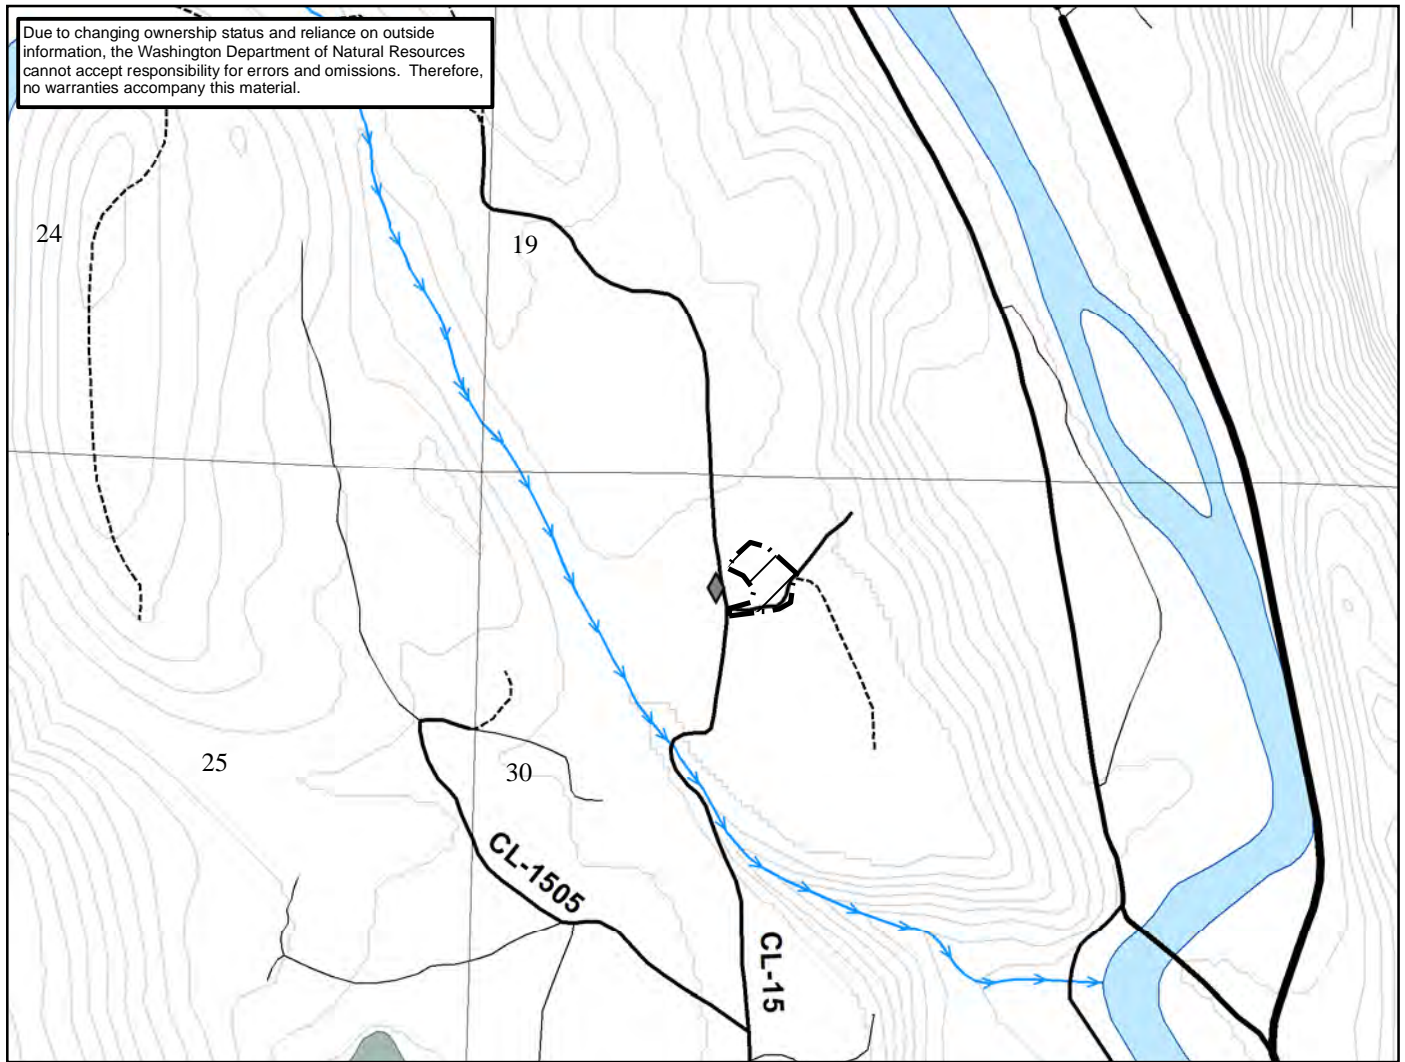 Due to changing ownership status and reliance on outside
information, the Washington Department of Natural Resources
cannot accept responsibility for errors and omissions.  Therefore,
no warranties accompany this material.
24
19
25
30
CL-1505
CL-15